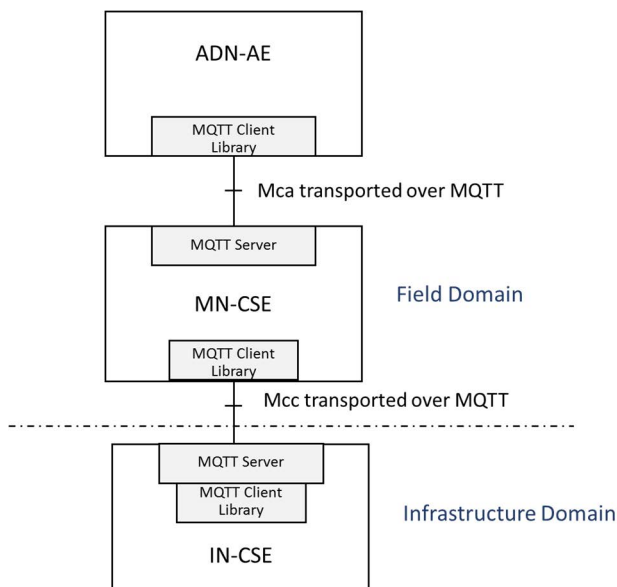 ADN-AE
MQTT Client
Library
Mca transported over MQTT
MQTT Server
MN-CSE
Field Domain
MQTT Client
Library
Mcc transported over MQTT
MQTT Server
MQTT Client
Library
Infrastructure Domain
IN-CSE